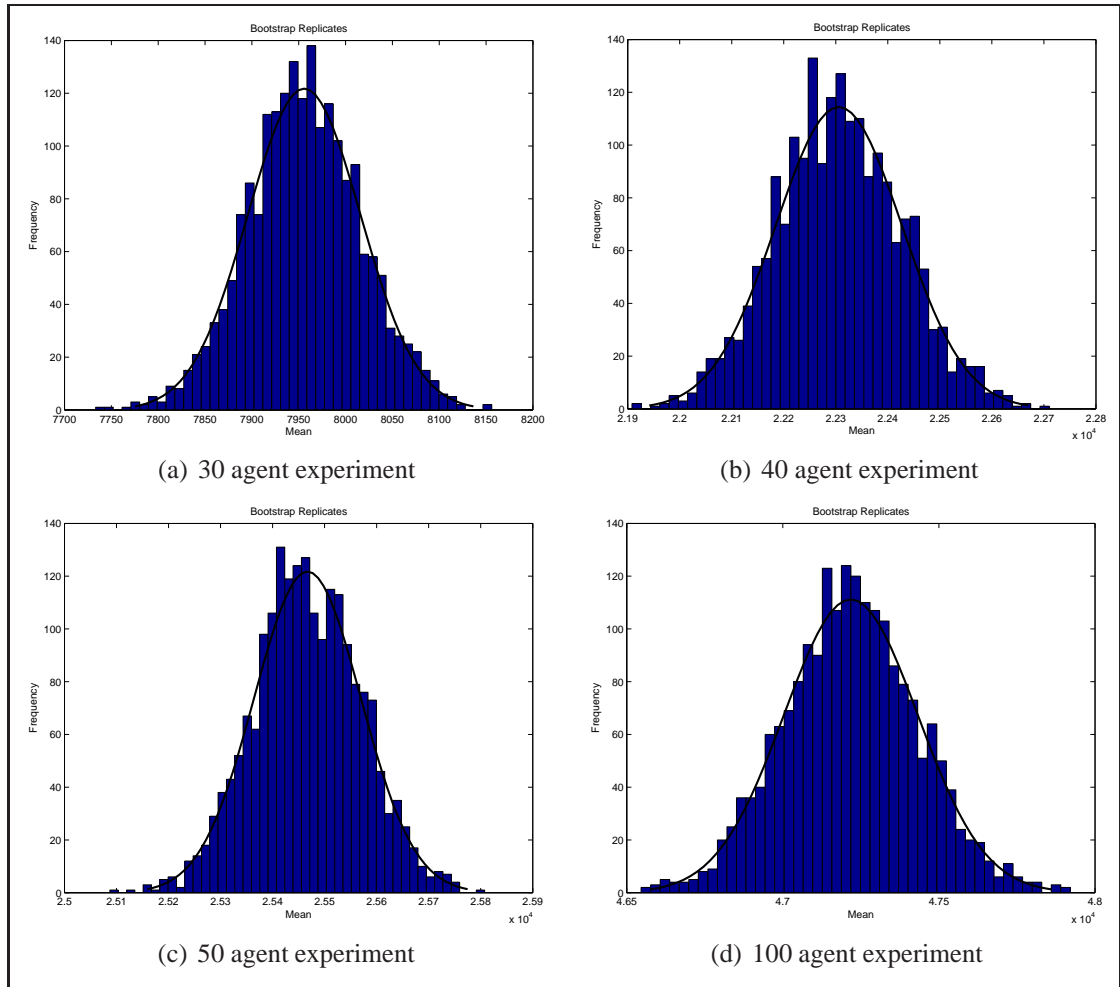 Bootstrap Replicates
140
120
100
80
60
40
20
0
Frequency
7700 7750 7800 7850 7900 7950 8000 8050 8100 8150 8200
Mean
(a) 30 agent experiment
Bootstrap Replicates
140
120
100
80
60
40
20
0
Frequency
2.19 2.2 2.21 2.22 2.23 2.24 2.25 2.26 2.27 2.28
Mean
x 10^4
(b) 40 agent experiment
Bootstrap Replicates
140
120
100
80
60
40
20
0
Frequency
2.5 2.51 2.52 2.53 2.54 2.55 2.56 2.57 2.58 2.59
Mean
x 10^4
(c) 50 agent experiment
Bootstrap Replicates
140
120
100
80
60
40
20
0
Frequency
4.65 4.7 4.75 4.8
Mean
x 10^4
(d) 100 agent experiment